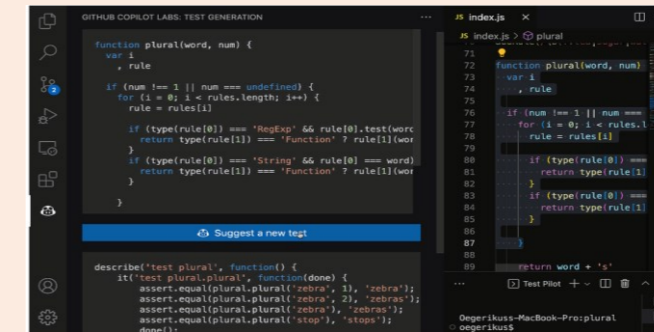 GITHUB COPILOT LABS: TEST GENERATION
...
function plural(word, num) {
var i
, rule
if (num !== 1 || num === undefined) {
for (i = 0; i < rules.length; i++) {
rule = rules[i]
if (type(rule[0]) === 'RegExp' && rule[0].test(word
return type(rule[1]) === 'Function' ? rule[1](wor
}
if (type(rule[0]) === 'String' && rule[0] === word)
return type(rule[1]) === 'Function' ? rule[1](wor
}
}
Suggest a new test
describe('test plural', function() {
it('test plural.plural', function(done) {
assert.equal(plural.plural('zebra', 1), 'zebra');
assert.equal(plural.plural('zebra', 2), 'zebras');
assert.equal(plural.plural('zebra'), 'zebras');
assert.equal(plural.plural('stop'), 'stops');
done();
2
JS index.js ×
JS index.js > plural
71
72 function plural(word, num)
73 var i
74 , rule
75
76 if (num !== 1 || num ===
77 for (i = 0; i < rules.l
78 rule = rules[i]
79
80 if (type(rule[0]) ===
81 return type(rule[1]
82 }
83 if (type(rule[0]) ===
84 return type(rule[1]
85 }
86
87 }
88
89 return word + 's'
... Test Pilot
Oegerikuss-MacBook-Pro:plural
oegerikus$